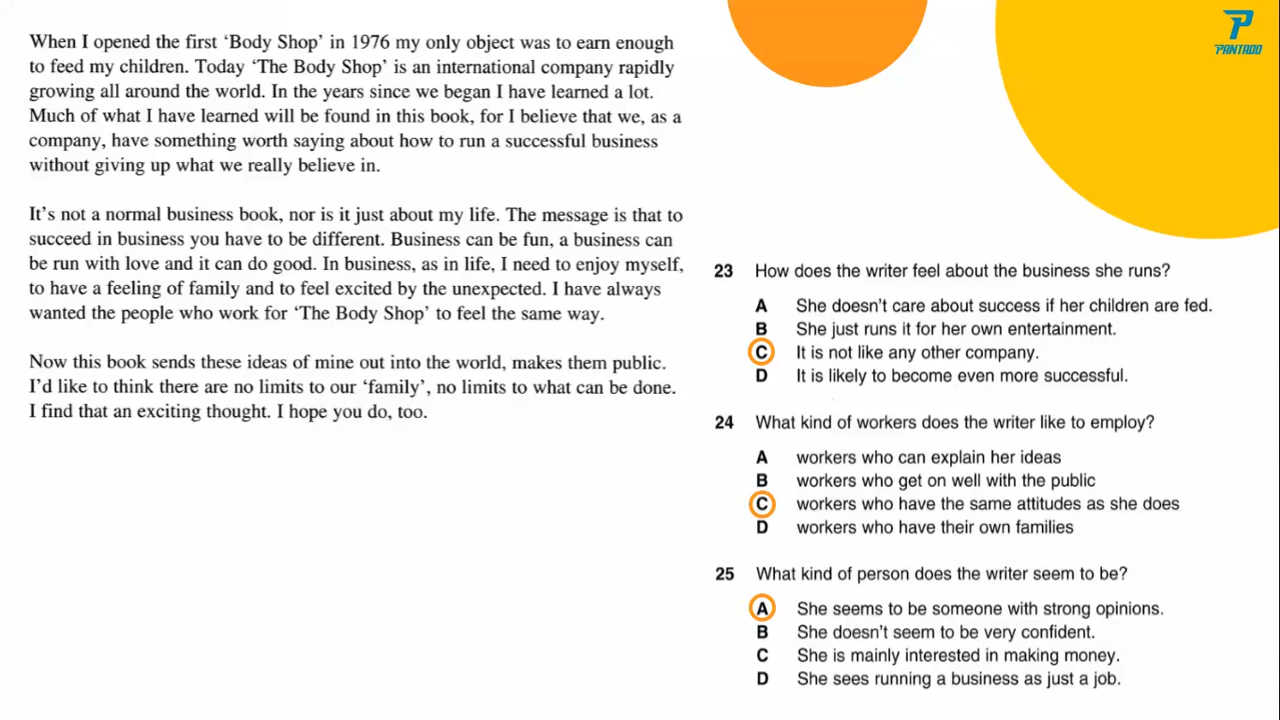 When I opened the first ‘Body Shop’ in 1976 my only object was to earn enough
to feed my children. Today ‘The Body Shop’ is an international company rapidly
growing all around the world. In the years since we began I have learned a lot.
Much of what I have learned will be found in this book, for I believe that we, as a
company, have something worth saying about how to run a successful business
without giving up what we really believe in.
It’s not a normal business book, nor is it just about my life. The message is that to
succeed in business you have to be different. Business can be fun, a business can
be run with love and it can do good. In business, as in life, I need to enjoy myself,
to have a feeling of family and to feel excited by the unexpected. I have always
wanted the people who work for ‘The Body Shop’ to feel the same way.
Now this book sends these ideas of mine out into the world, makes them public.
I’d like to think there are no limits to our ‘family’, no limits to what can be done.
I find that an exciting thought. I hope you do, too.
PANTADO
23 How does the writer feel about the business she runs?
A She doesn’t care about success if her children are fed.
B She just runs it for her own entertainment.
C It is not like any other company.
D It is likely to become even more successful.
24 What kind of workers does the writer like to employ?
A workers who can explain her ideas
B workers who get on well with the public
C workers who have the same attitudes as she does
D workers who have their own families
25 What kind of person does the writer seem to be?
A She seems to be someone with strong opinions.
B She doesn’t seem to be very confident.
C She is mainly interested in making money.
D She sees running a business as just a job.